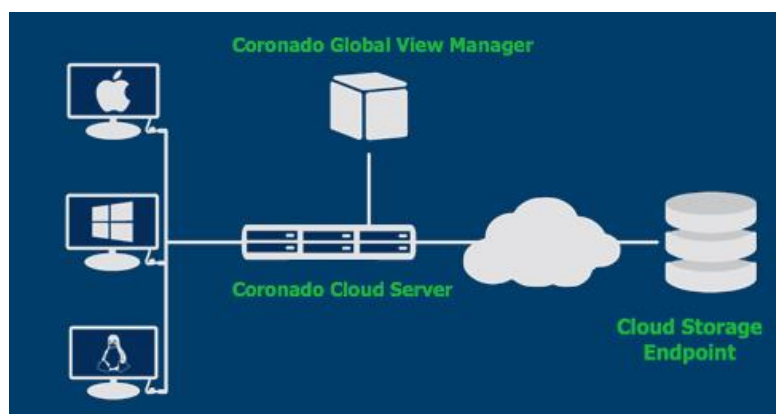 Coronado Global View Manager
Coronado Cloud Server
Cloud Storage
Endpoint